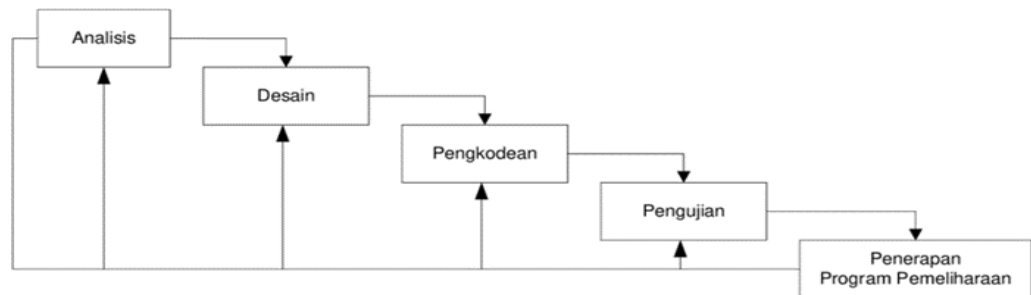 Analisis
Desain
Pengkodean
Pengujian
Penerapan
Program Pemeliharaan